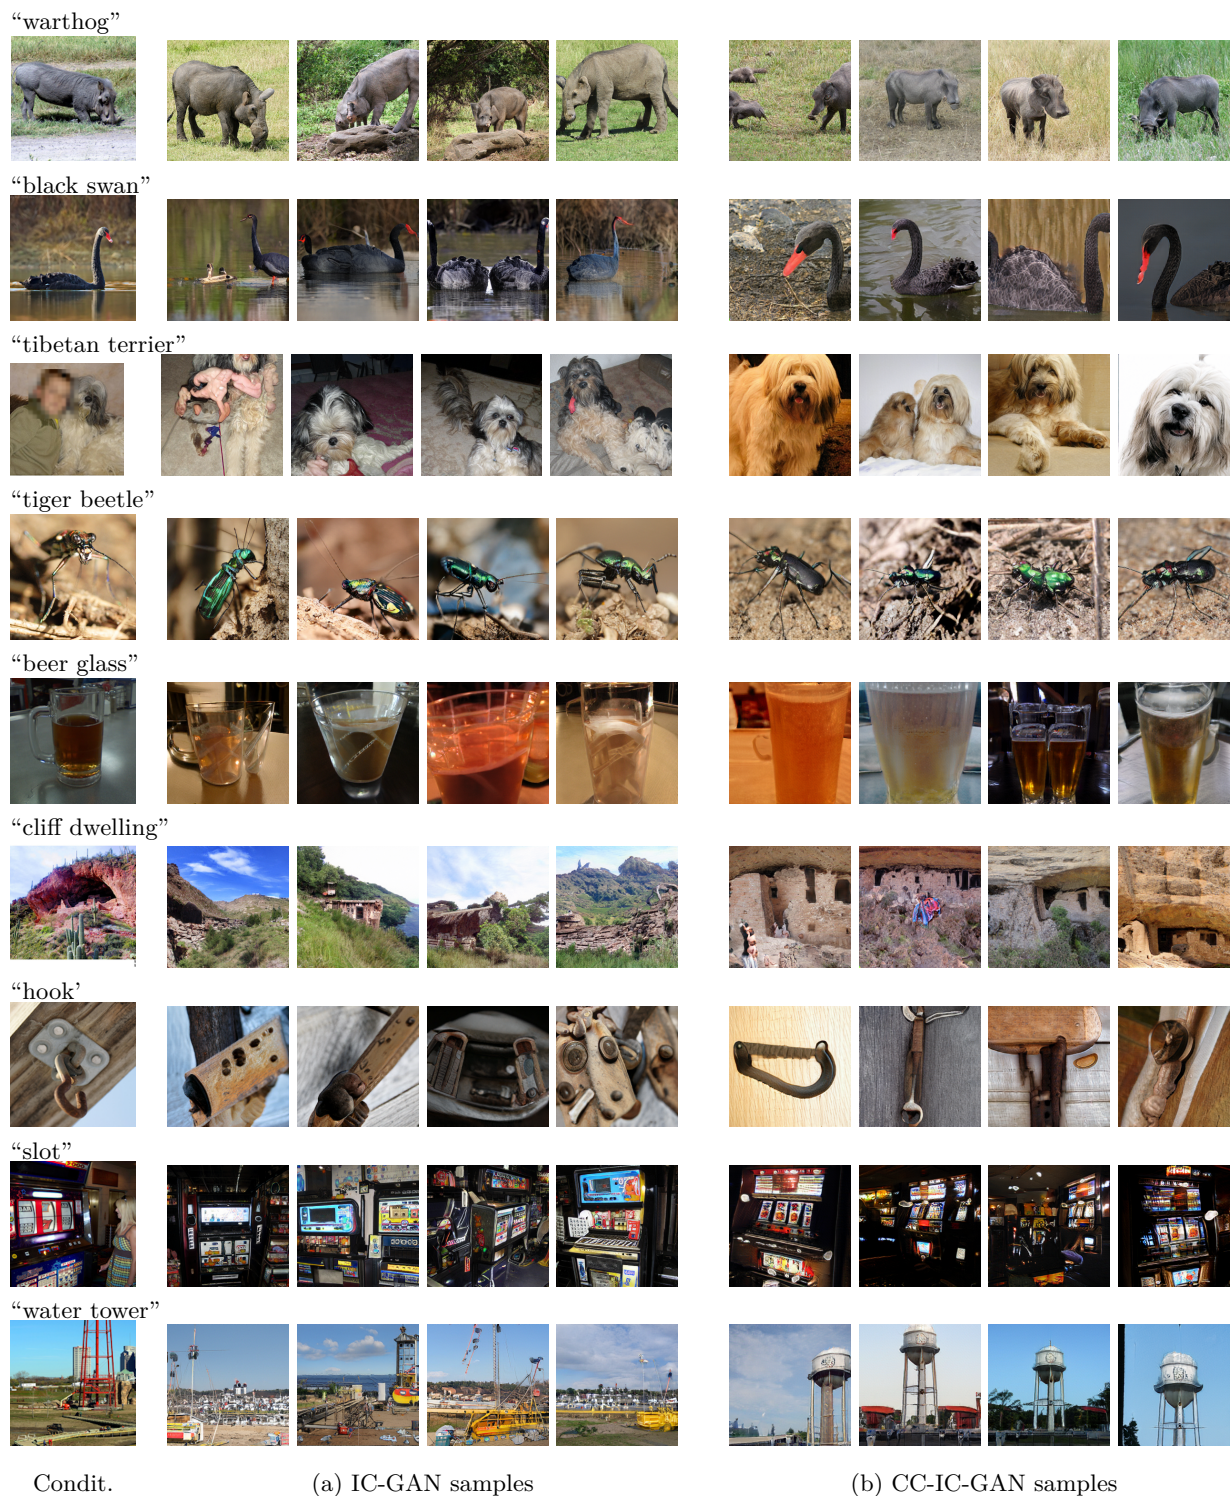 “warthog”
“black swan”
“tibetan terrier”
“tiger beetle”
“beer glass”
“cliff dwelling”
“hook’
“slot”
“water tower”
Condit.
(a) IC-GAN samples
(b) CC-IC-GAN samples